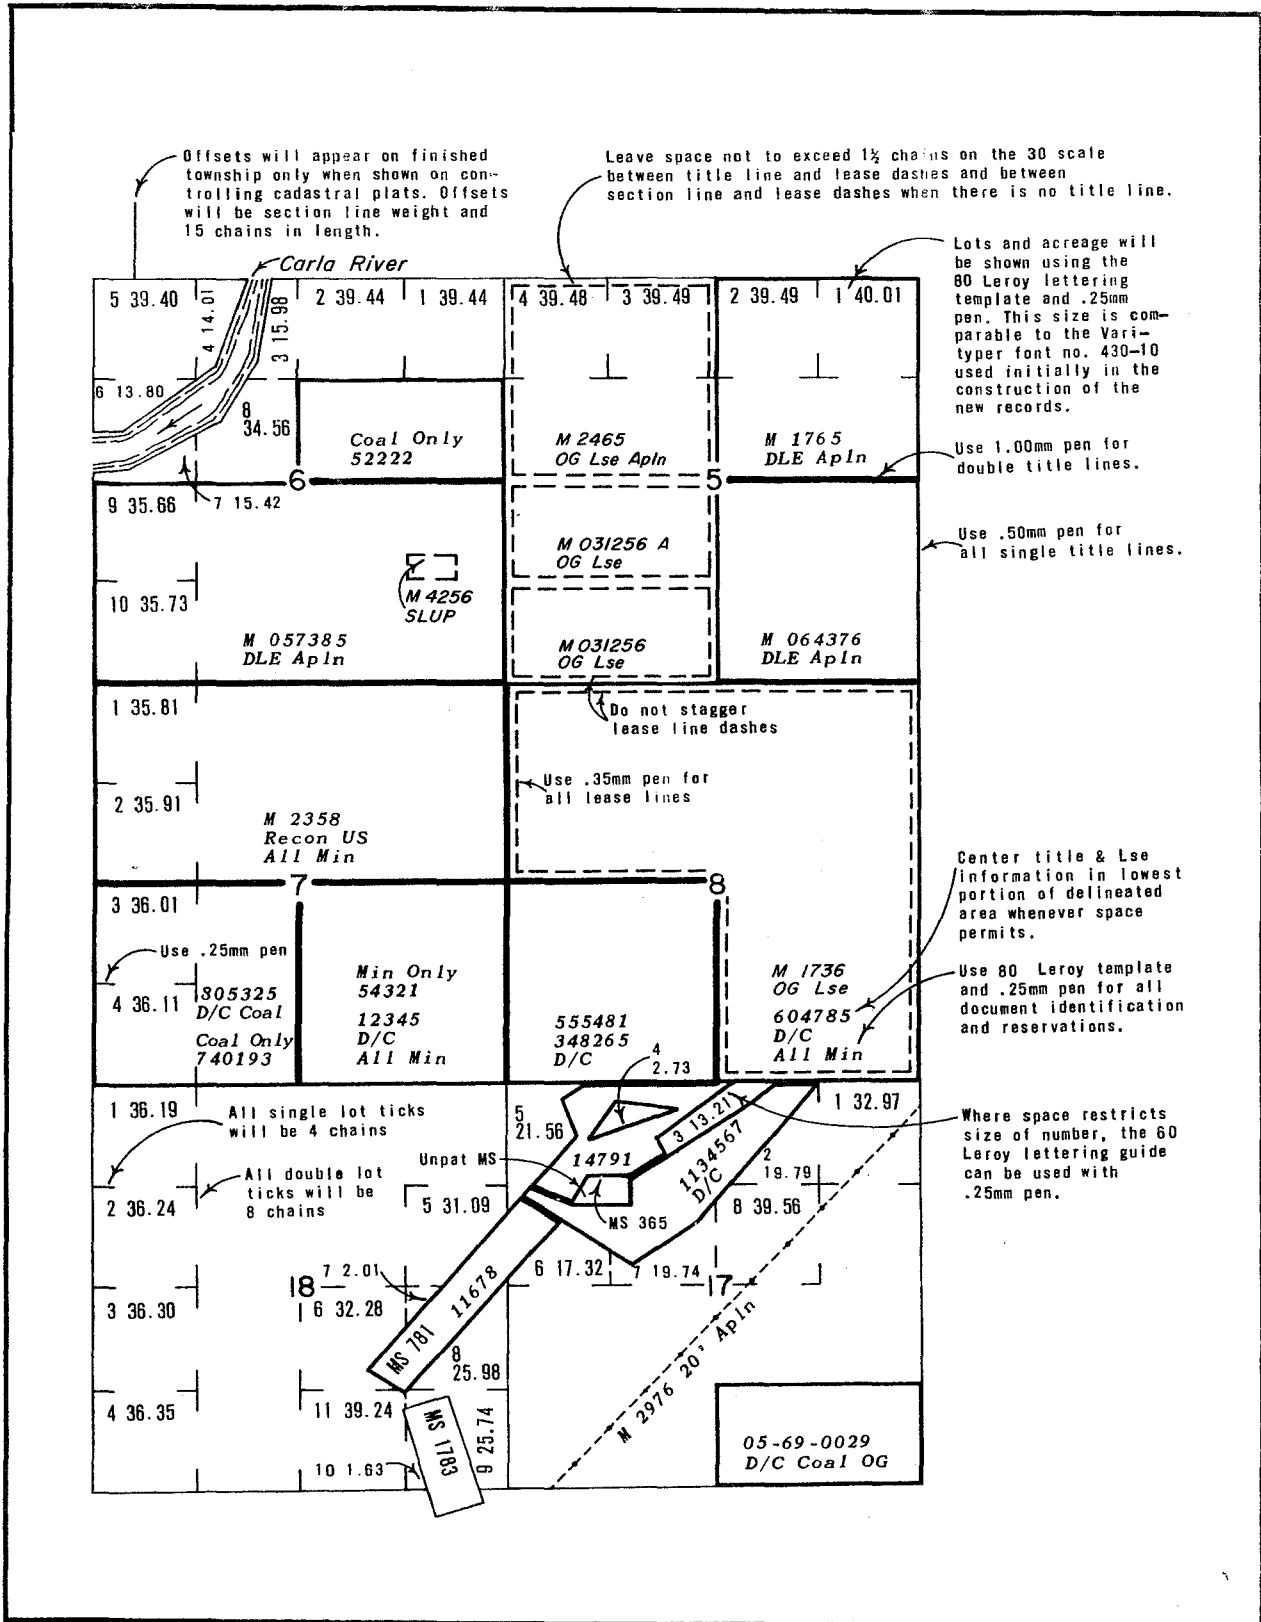 Offsets will appear on finished
township only when shown on con-
trolling cadastral plats. Offsets
will be section line weight and
15 chains in length.
Leave space not to exceed 1½ chains on the 30 scale
between title line and lease dashes and between
section line and lease dashes when there is no title line.
Carla River
Lots and acreage will
be shown using the
80 Leroy lettering
template and .25mm
pen. This size is com-
parable to the Vari-
typer font no. 430-10
used initially in the
construction of the
new records.
5 39.40
4 14.01
3 15.98
2 39.44
1 39.44
4 39.48
3 39.49
2 39.49
1 40.01
6 13.80
8
34.56
Coal Only
52222
M 2465
OG Lse Apln
M 1765
DLE Apln
Use 1.00mm pen for
double title lines.
6
5
9 35.66
7 15.42
Use .50mm pen for
all single title lines.
M 031256 A
OG Lse
10 35.73
M 4256
SLUP
M 057385
DLE Apln
M 031256
OG Lse
M 064376
DLE Apln
1 35.81
Do not stagger
lease line dashes
2 35.91
Use .35mm pen for
all lease lines
M 2358
Recon US
All Min
7
8
Center title & Lse
information in lowest
portion of delineated
area whenever space
permits.
3 36.01
Use .25mm pen
4 36.11
805325
D/C Coal
Coal Only
740193
Min Only
54321
12345
D/C
All Min
555481
348265
D/C
M 1736
OG Lse
604785
D/C
All Min
Use 80 Leroy template
and .25mm pen for all
document identification
and reservations.
4
2.73
1 36.19
All single lot ticks
will be 4 chains
5
21.56
3 13.21
1 32.97
Where space restricts
size of number, the 60
Leroy lettering guide
can be used with
.25mm pen.
Unpat MS
14791
1134567
D/C
2
19.79
All double lot
ticks will be
8 chains
2 36.24
5 31.09
MS 365
8 39.56
7 2.01
6 17.32
7 19.74
18
17
3 36.30
6 32.28
11678
MS 781
M 2976 20' Apln
8
25.98
4 36.35
11 39.24
MS 1783
9 25.74
10 1.63
05-69-0029
D/C Coal OG